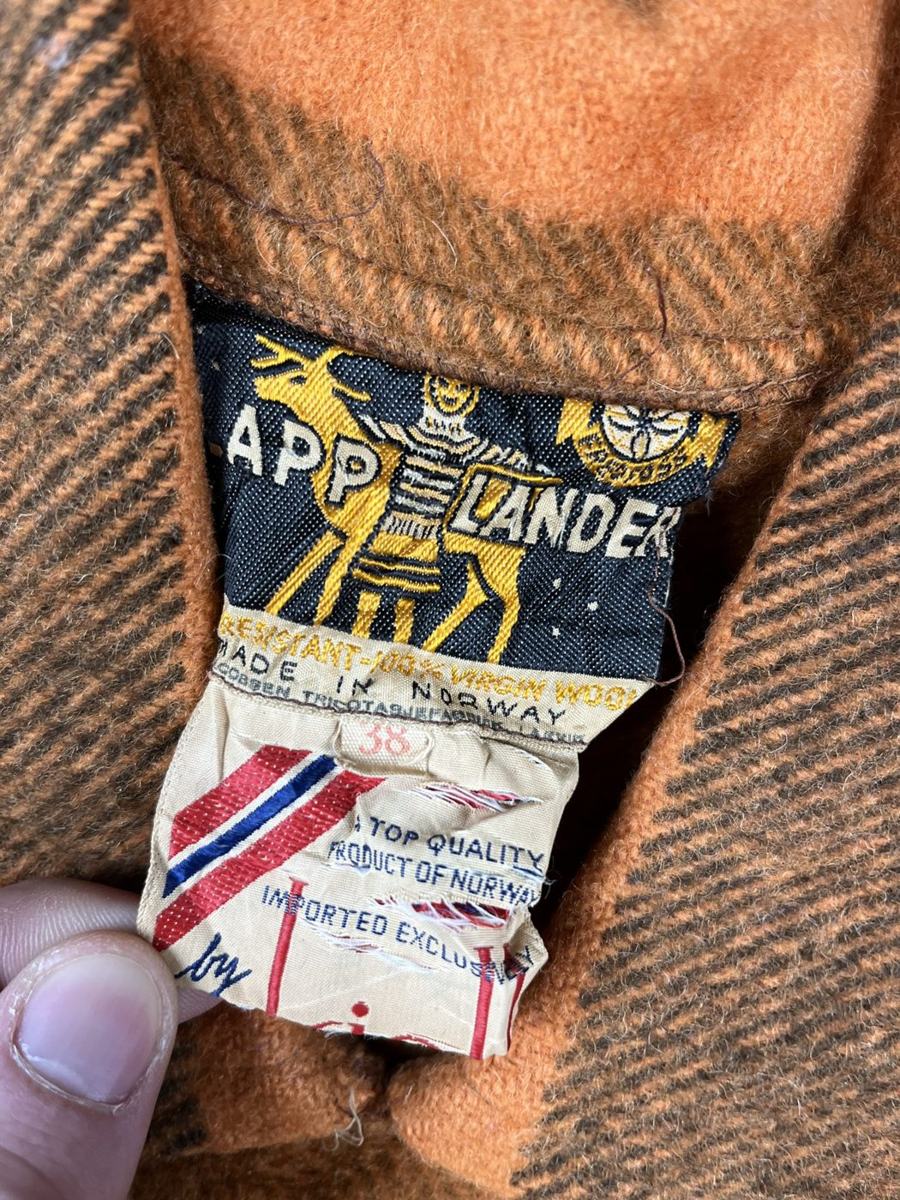 APP LANDER
RESISTANT-100% VIRGIN WOOL
MADE IN NORWAY
38
A TOP QUALITY
PRODUCT OF NORWAY
IMPORTED EXCLUSIVELY
by